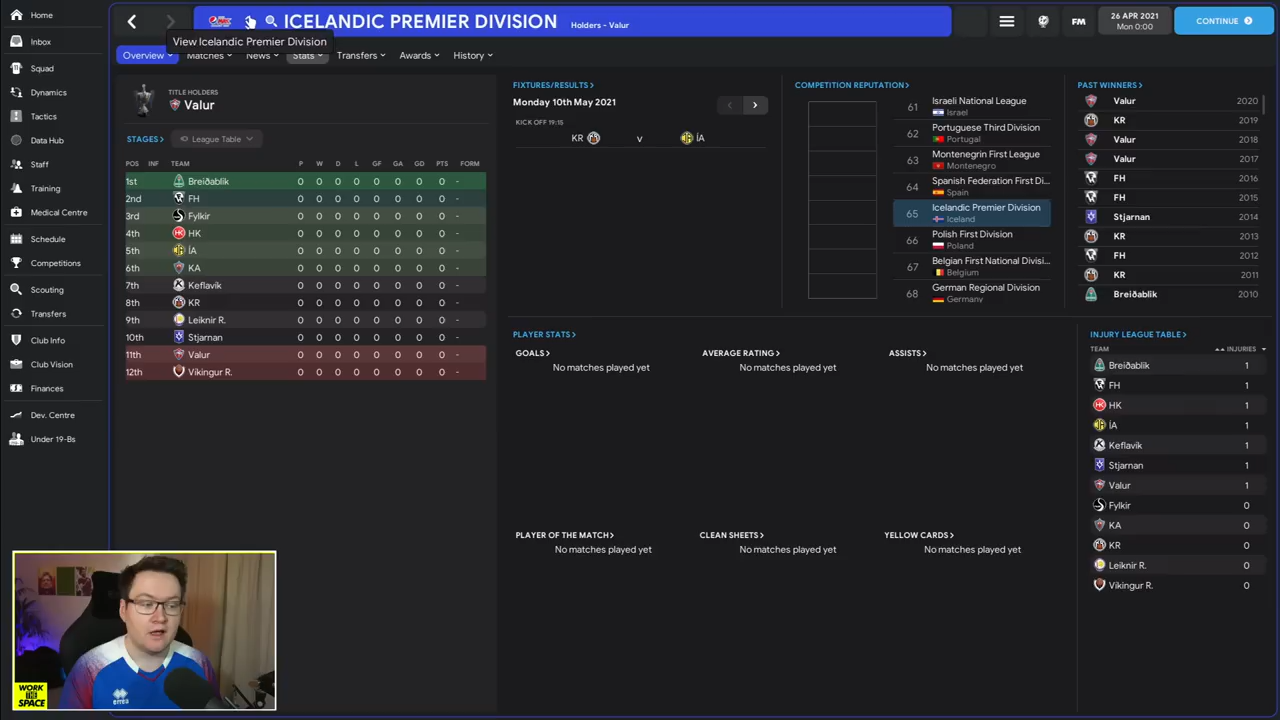 Home
Inbox
Squad
Dynamics
Tactics
Data Hub
Staff
Training
Medical Centre
Schedule
Competitions
Scouting
Transfers
Club Info
Club Vision
Finances
Dev. Centre
Under 19-Bs
ICELANDIC PREMIER DIVISION Holders - Valur
FM
26 APR 2021
Mon 0:00
CONTINUE
View Icelandic Premier Division
Overview Matches News Stats Transfers Awards History
TITLE HOLDERS
Valur
STAGES> League Table
POS INF TEAM P W D L GF GA GD PTS FORM
1st Breiðablik 0 0 0 0 0 0 0 0 -
2nd FH 0 0 0 0 0 0 0 0 -
3rd Fylkir 0 0 0 0 0 0 0 0 -
4th HK 0 0 0 0 0 0 0 0 -
5th ÍA 0 0 0 0 0 0 0 0 -
6th KA 0 0 0 0 0 0 0 0 -
7th Keflavik 0 0 0 0 0 0 0 0 -
8th KR 0 0 0 0 0 0 0 0 -
9th Leiknir R. 0 0 0 0 0 0 0 0 -
10th Stjarnan 0 0 0 0 0 0 0 0 -
11th Valur 0 0 0 0 0 0 0 0 -
12th Víkingur R. 0 0 0 0 0 0 0 0 -
FIXTURES/RESULTS>
Monday 10th May 2021
KICK OFF 19:15
KR v ÍA
COMPETITION REPUTATION>
61 Israeli National League
Israel
62 Portuguese Third Division
Portugal
63 Montenegrin First League
Montenegro
64 Spanish Federation First Di...
Spain
65 Icelandic Premier Division
Iceland
66 Polish First Division
Poland
67 Belgian First National Divisi...
Belgium
68 German Regional Division
Germany
PAST WINNERS>
Valur 2020
KR 2019
Valur 2018
Valur 2017
FH 2016
FH 2015
Stjarnan 2014
KR 2013
FH 2012
KR 2011
Breiðablik 2010
PLAYER STATS>
GOALS>
No matches played yet
AVERAGE RATING>
No matches played yet
ASSISTS>
No matches played yet
PLAYER OF THE MATCH>
No matches played yet
CLEAN SHEETS>
No matches played yet
YELLOW CARDS>
No matches played yet
INJURY LEAGUE TABLE>
TEAM INJURIES
Breiðablik 1
FH 1
HK 1
ÍA 1
Keflavik 1
Stjarnan 1
Valur 1
Fylkir 0
KA 0
KR 0
Leiknir R. 0
Víkingur R. 0
WORK
THE
SPACE
errea